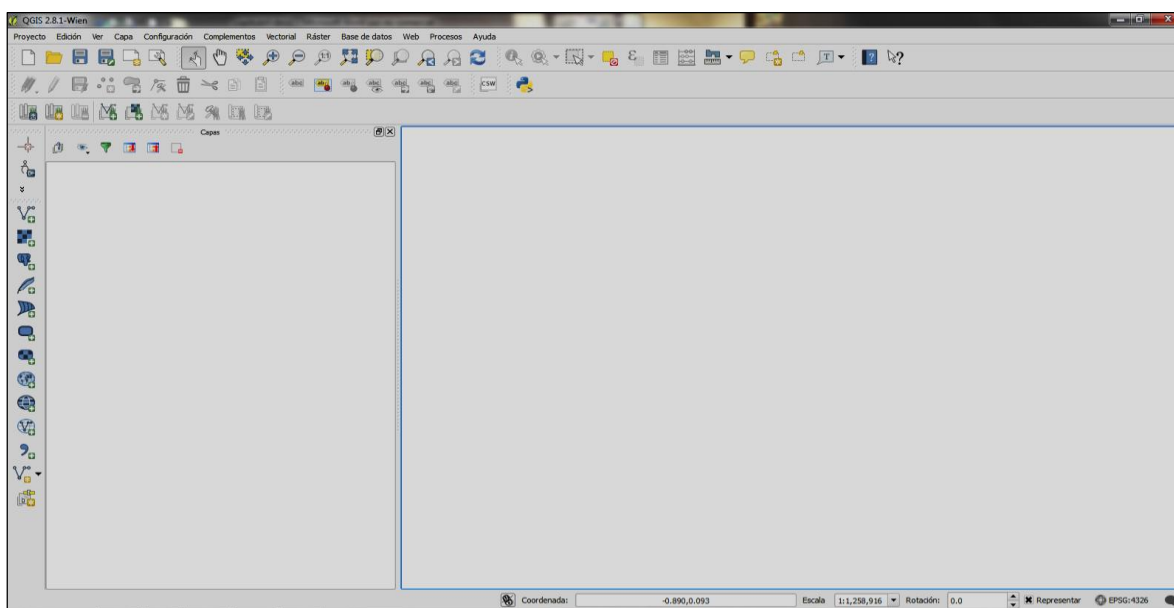 QGIS 2.8.1-Wien
Proyecto Edición Ver Capa Configuración Complementos Vectorial Ráster Base de datos Web Procesos Ayuda
CSW
Capas
Coordenada: -0.890,0.093 Escala 1:1,258,916 Rotación: 0.0 Representar EPSG:4326